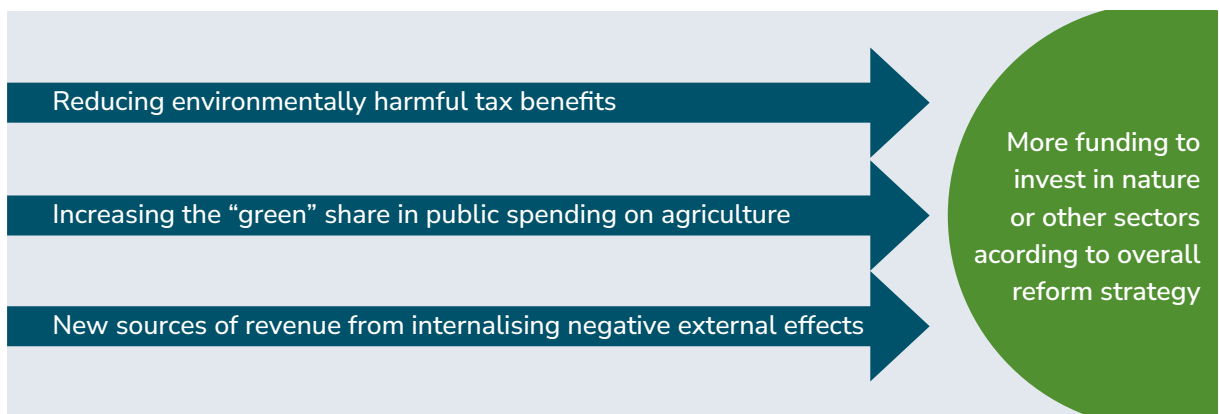 Reducing environmentally harmful tax benefits
Increasing the “green” share in public spending on agriculture
New sources of revenue from internalising negative external effects
More funding to
invest in nature
or other sectors
acording to overall
reform strategy